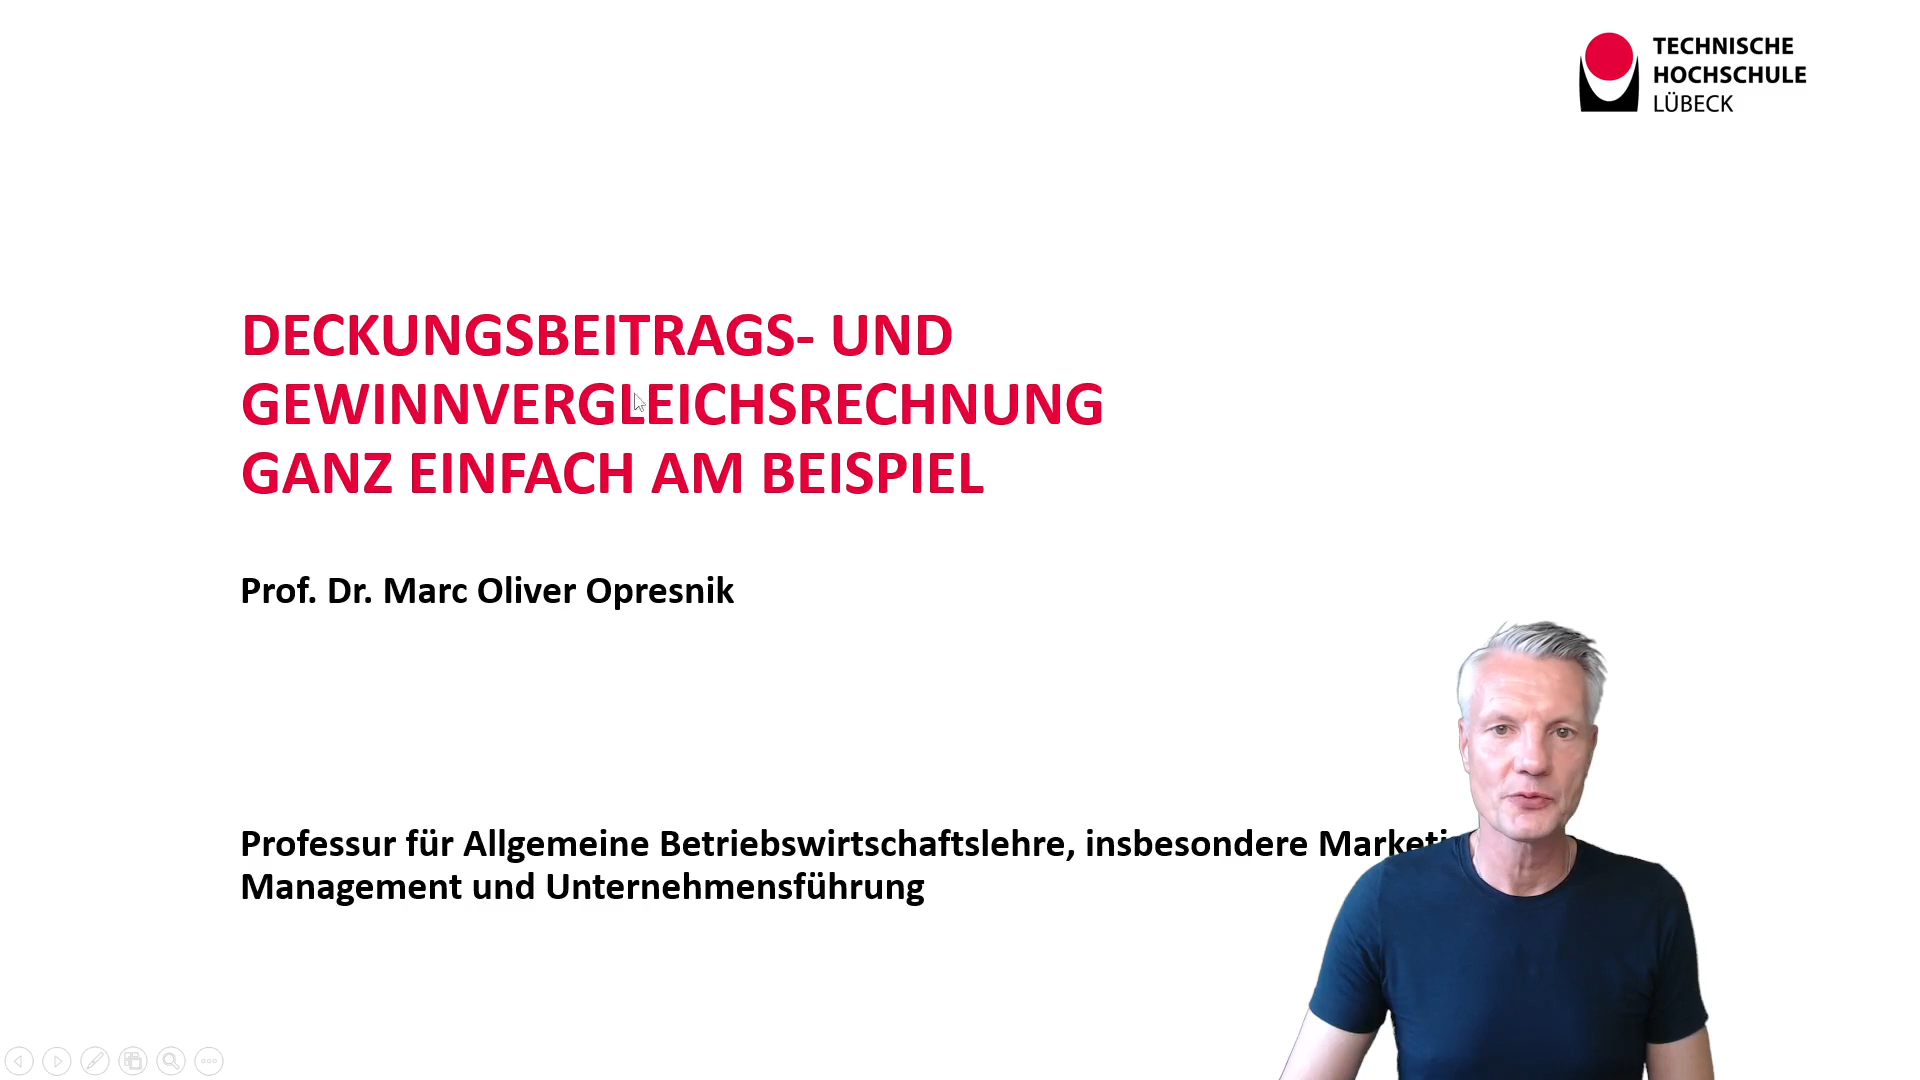 TECHNISCHE
HOCHSCHULE
LÜBECK
DECKUNGSBEITRAGS- UND
GEWINNVERGLEICHSRECHNUNG
GANZ EINFACH AM BEISPIEL
Prof. Dr. Marc Oliver Opresnik
Professur für Allgemeine Betriebswirtschaftslehre, insbesondere
Management und Unternehmensführung